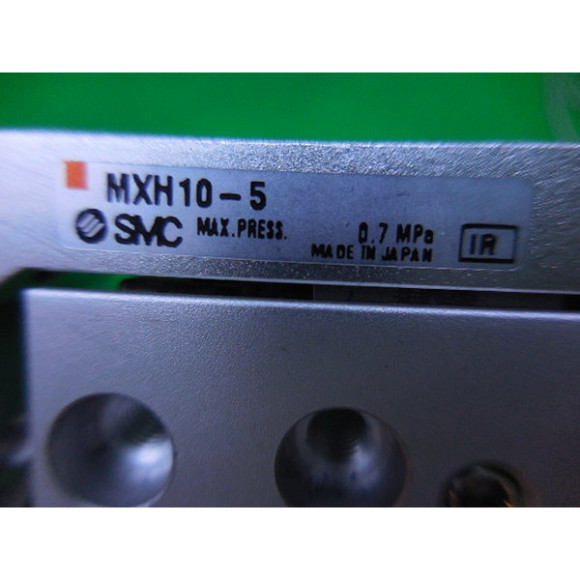 MXH10-5
SMC MAX.PRESS. 0.7 MPa
MADE IN JAPAN
IR